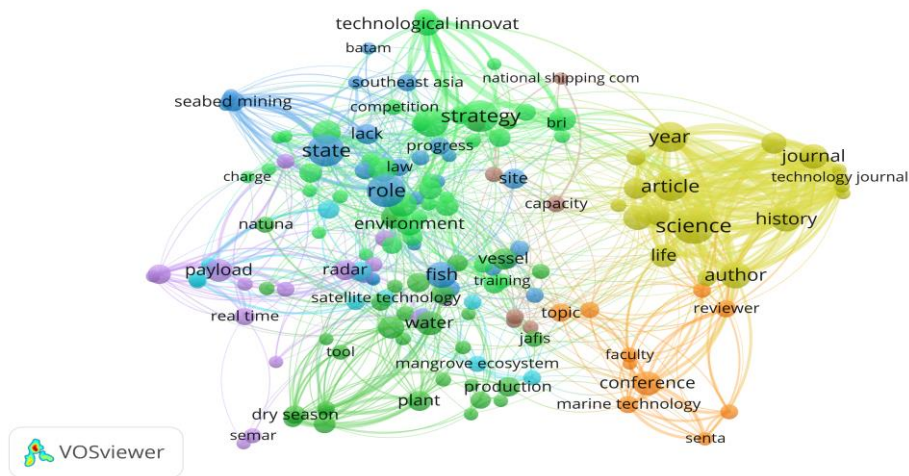 technological innovat
batam
southeast asia
national shipping com
seabed mining
competition
strategy
bri
lack
progress
year
state
journal
law
technology journal
charge
site
article
role
capacity
natuna
environment
science
history
vessel
life
payload
radar
fish
training
author
satellite technology
reviewer
real time
water
topic
jafis
tool
mangrove ecosystem
faculty
production
conference
plant
marine technology
dry season
semar
senta
VOSviewer